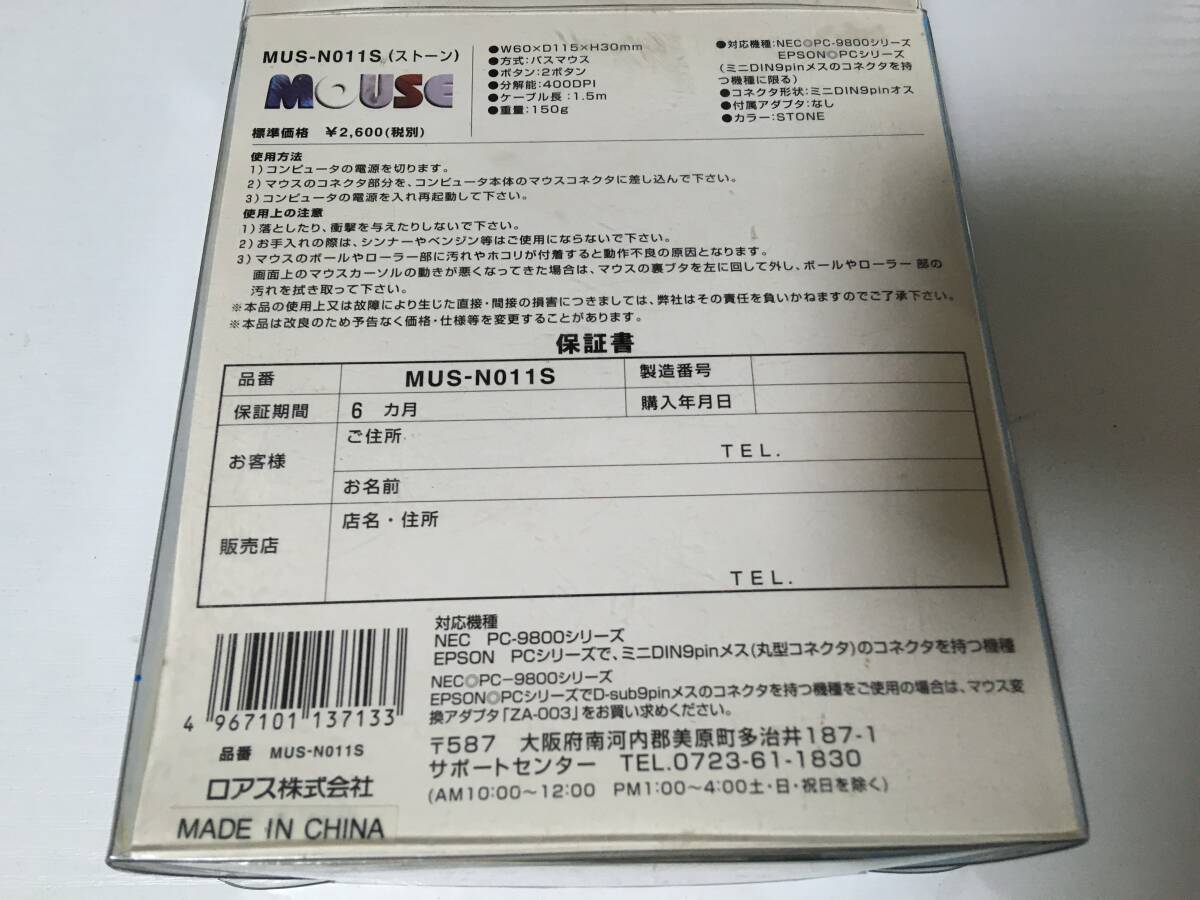 MUS-N011S(ストーン)
MOUSE
標準価格 ¥2,600(税別)
●W60×D115×H30mm
●方式:バスマウス
●ボタン:2ボタン
●分解能:400DPI
●ケーブル長:1.5m
●重量:150g
●対応機種:NEC◎PC-9800シリーズ
EPSON◎PCシリーズ
(ミニDIN9pinメスのコネクタを持
つ機種に限る)
●コネクタ形状:ミニDIN9pinオス
●付属アダプタ:なし
●カラー:STONE
使用方法
1)コンピュータの電源を切ります。
2)マウスのコネクタ部分を、コンピュータ本体のマウスコネクタに差し込んで下さい。
3)コンピュータの電源を入れ再起動して下さい。
使用上の注意
1)落としたり、衝撃を与えたりしないで下さい。
2)お手入れの際は、シンナーやベンジン等はご使用にならないで下さい。
3)マウスのボールやローラー部に汚れやホコリが付着すると動作不良の原因となります。
画面上のマウスカーソルの動きが悪くなってきた場合は、マウスの裏ブタを左に回して外し、ボールやローラー部の
汚れを拭き取って下さい。
※本品の使用上又は故障により生じた直接・間接の損害につきましては、弊社はその責任を負いかねますのでご了承下さい。
※本品は改良のため予告なく価格・仕様等を変更することがあります。
保証書
品番 MUS-N011S 製造番号
保証期間 6 カ月 購入年月日
お客様 ご住所 TEL.
お名前
販売店 店名・住所
TEL.
対応機種
NEC PC-9800シリーズ
EPSON PCシリーズで、ミニDIN9pinメス(丸型コネクタ)のコネクタを持つ機種
NEC◎PC-9800シリーズ
EPSON◎PCシリーズでD-sub9pinメスのコネクタを持つ機種をご使用の場合は、マウス変
換アダプタ「ZA-003」をお買い求めください。
〒587 大阪府南河内郡美原町多治井187-1
サポートセンター TEL.0723-61-1830
(AM10:00〜12:00 PM1:00〜4:00土・日・祝日を除く)
4 967101 137133
品番 MUS-N011S
ロアス株式会社
MADE IN CHINA